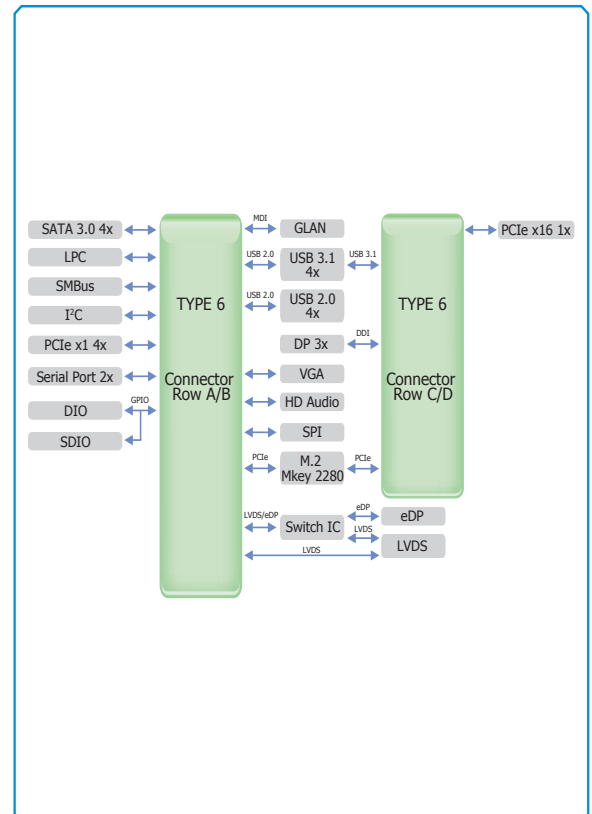 SATA 3.0 4x
LPC
SMBus
I²C
PCIe x1 4x
Serial Port 2x
DIO
SDIO
GPIO
TYPE 6
Connector
Row A/B
MDI
GLAN
USB 2.0
USB 3.1
4x
USB 3.1
USB 2.0
USB 2.0
4x
DP 3x
DDI
VGA
HD Audio
SPI
PCIe
M.2
Mkey 2280
PCIe
LVDS/eDP
Switch IC
eDP
eDP
LVDS
LVDS
LVDS
TYPE 6
Connector
Row C/D
PCIe x16 1x